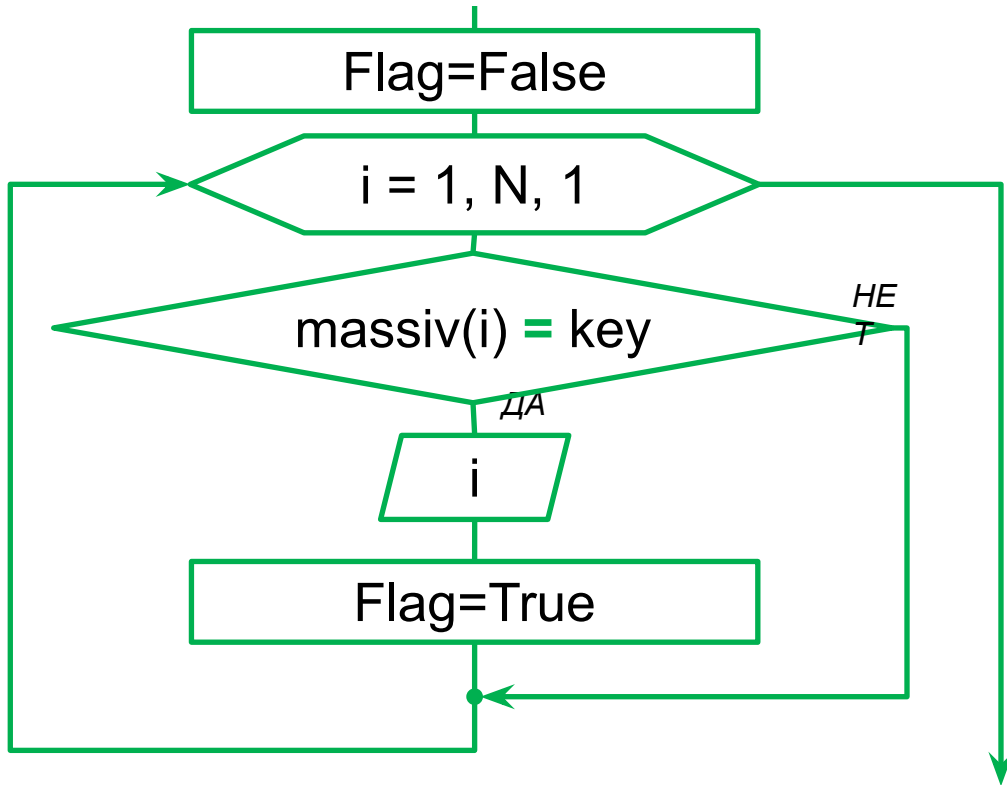 Flag=False
i = 1, N, 1
massiv(i) = key
НЕ
Т
ДА
i
Flag=True